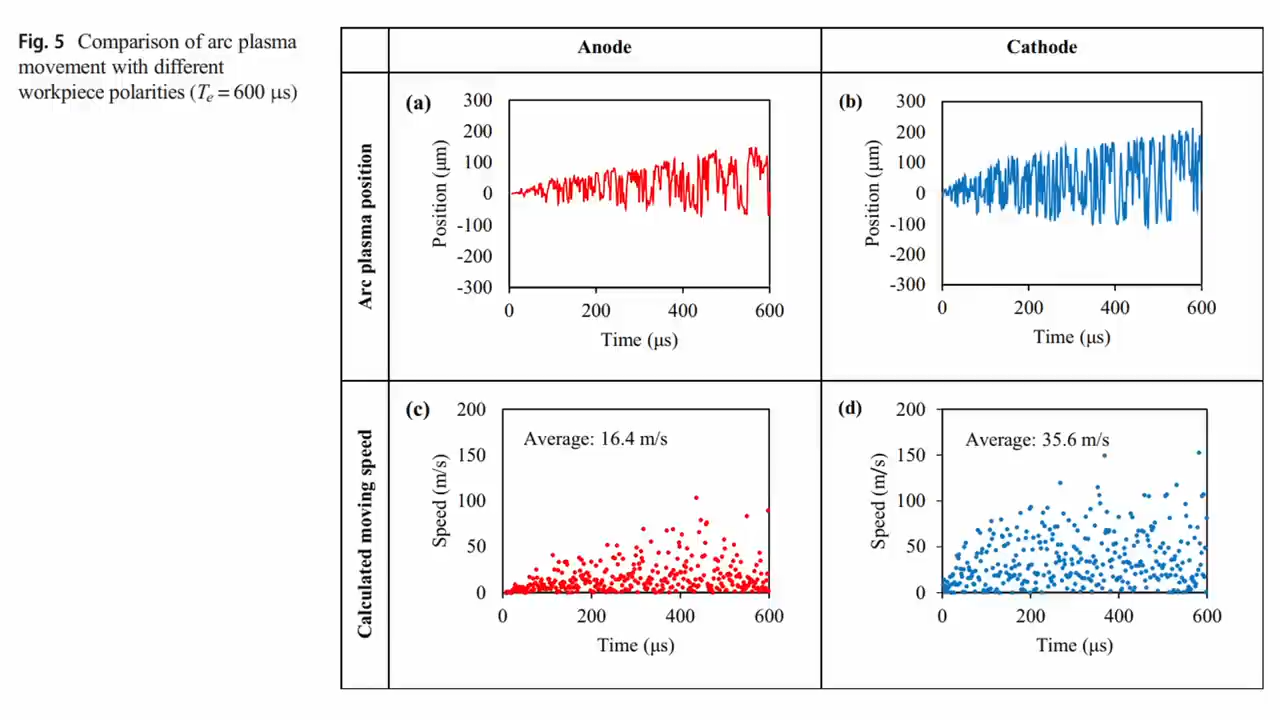 Fig. 5 Comparison of arc plasma
movement with different
workpiece polarities (Te = 600 μs)
Anode
Cathode
Arc plasma position
(a)
Position (μm)
300
200
100
0
-100
-200
-300
0 200 400 600
Time (μs)
(b)
Position (μm)
300
200
100
0
-100
-200
-300
0 200 400 600
Time (μs)
Calculated moving speed
(c)
Speed (m/s)
200
150
100
50
0
Average: 16.4 m/s
0 200 400 600
Time (μs)
(d)
Speed (m/s)
200
150
100
50
0
Average: 35.6 m/s
0 200 400 600
Time (μs)